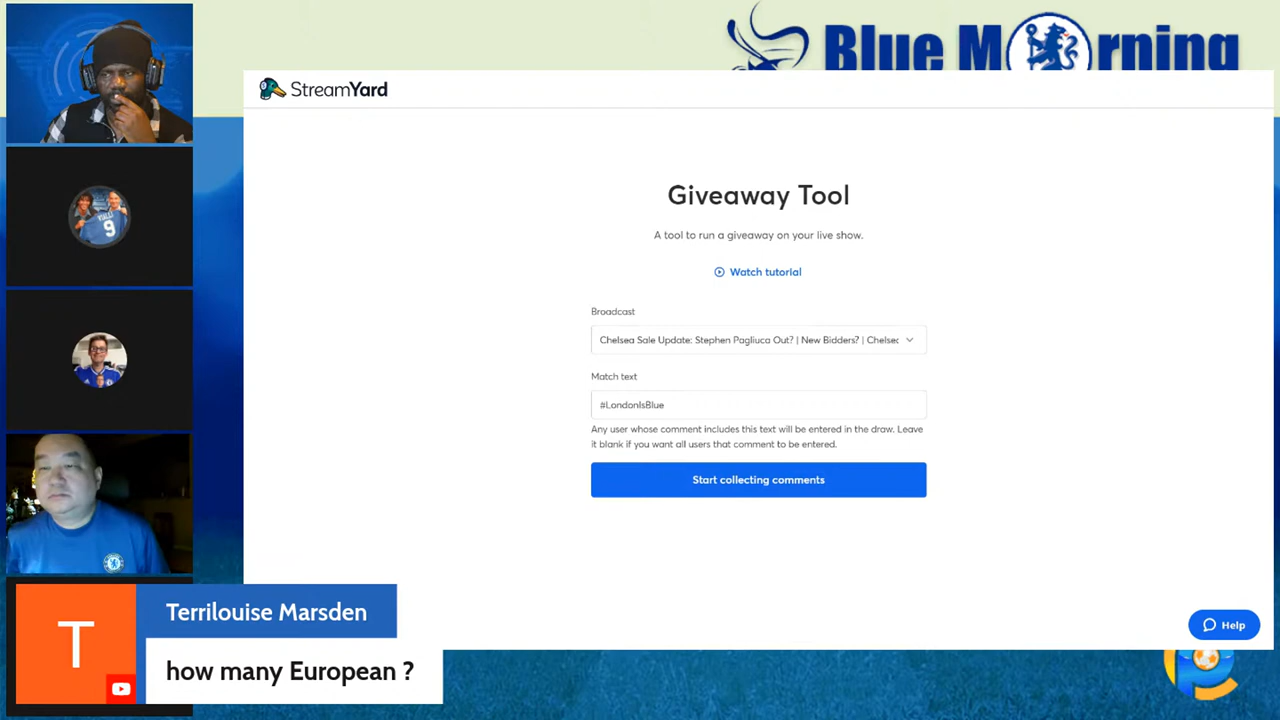 Blue M rning
StreamYard
Giveaway Tool
A tool to run a giveaway on your live show.
Watch tutorial
Broadcast
Chelsea Sale Update: Stephen Pagliuca Out? | New Bidders? | Chelsea
Match text
#LondonIsBlue
Any user whose comment includes this text will be entered in the draw. Leave
it blank if you want all users that comment to be entered.
Start collecting comments
Help
9
T
Terrilouise Marsden
how many European ?